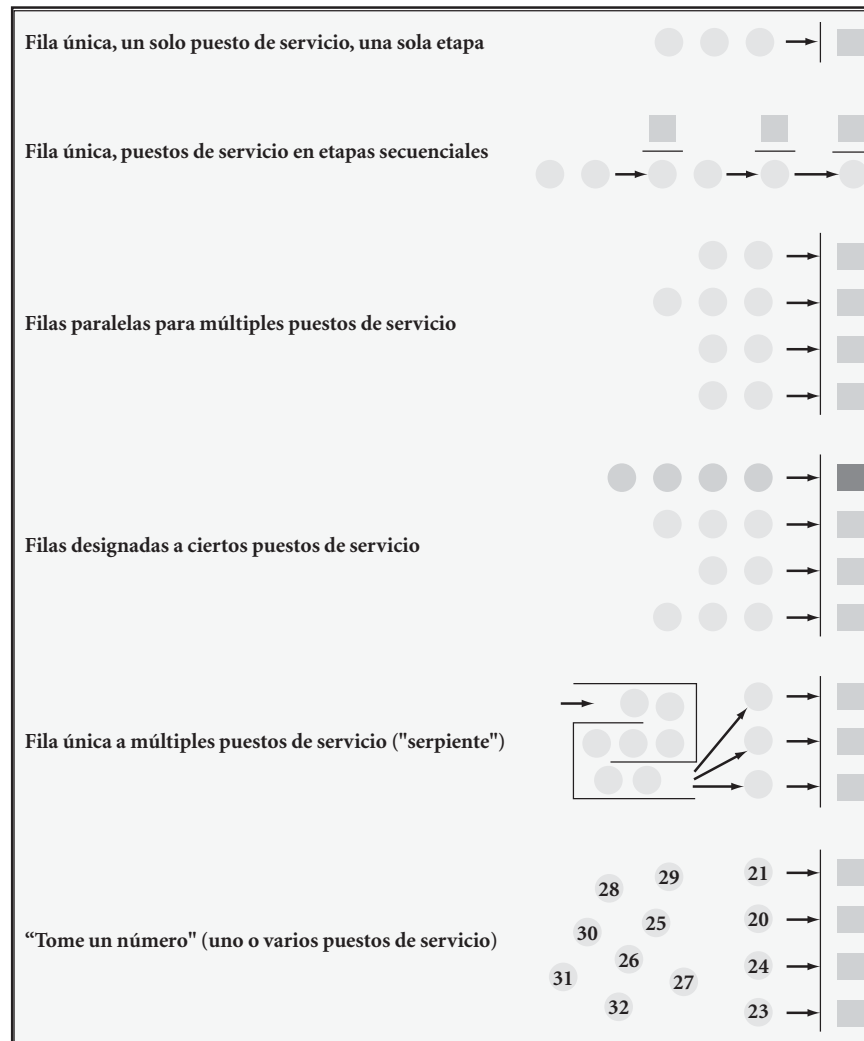 Fila única, un solo puesto de servicio, una sola etapa
Fila única, puestos de servicio en etapas secuenciales
Filas paralelas para múltiples puestos de servicio
Filas designadas a ciertos puestos de servicio
Fila única a múltiples puestos de servicio ("serpiente")
“Tome un número" (uno o varios puestos de servicio)
28 29 21
30 25 20
31 26 27 24
32 23